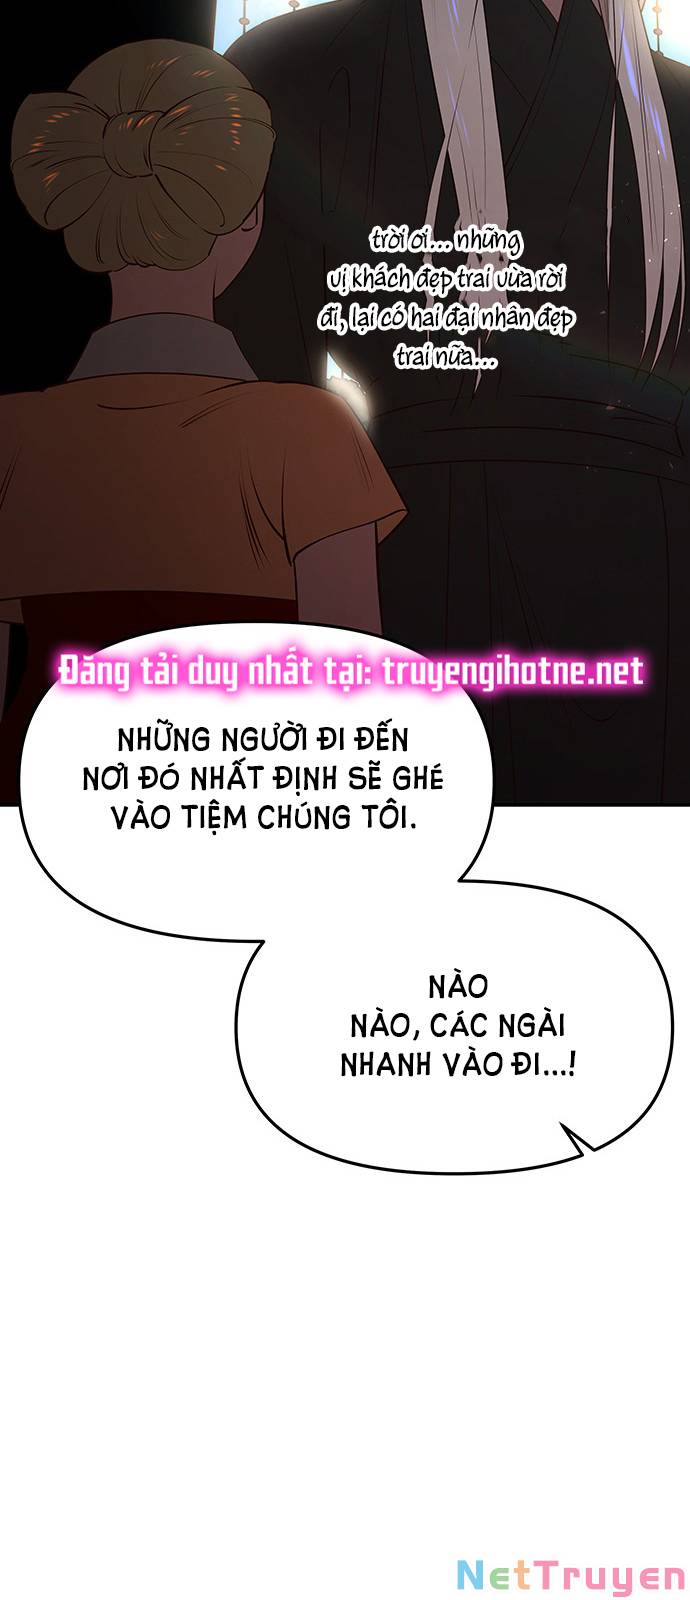 trời ơi... những
vị khách đẹp trai vừa rời
đi, lại có hai đại nhân đẹp
trai nữa...
Đăng tải duy nhất tại: truyengihotne.net
NHỮNG NGƯỜI ĐI ĐẾN
NƠI ĐÓ NHẤT ĐỊNH SẼ GHÉ
VÀO TIỆM CHÚNG TÔI.
NÀO
NÀO, CÁC NGÀI
NHANH VÀO ĐI...!
NetTruyen